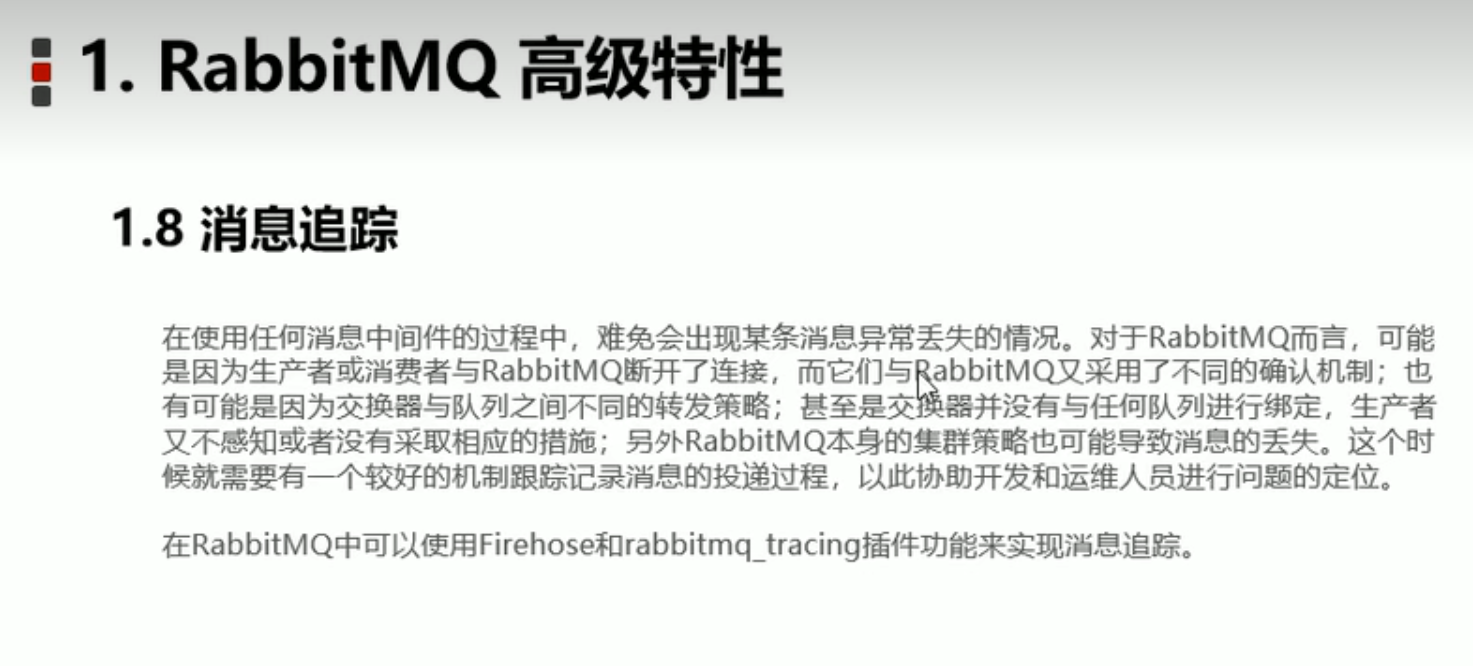 1. RabbitMQ 高级特性
1.8 消息追踪
在使用任何消息中间件的过程中，难免会出现某条消息异常丢失的情况。对于RabbitMQ而言，可能
是因为生产者或消费者与RabbitMQ断开了连接，而它们与RabbitMQ又采用了不同的确认机制；也
有可能是因为交换器与队列之间不同的转发策略；甚至是交换器并没有与任何队列进行绑定，生产者
又不感知或者没有采取相应的措施；另外RabbitMQ本身的集群策略也可能导致消息的丢失。这个时
候就需要有一个较好的机制跟踪记录消息的投递过程，以此协助开发和运维人员进行问题的定位。
在RabbitMQ中可以使用Firehose和rabbitmq_tracing插件功能来实现消息追踪。